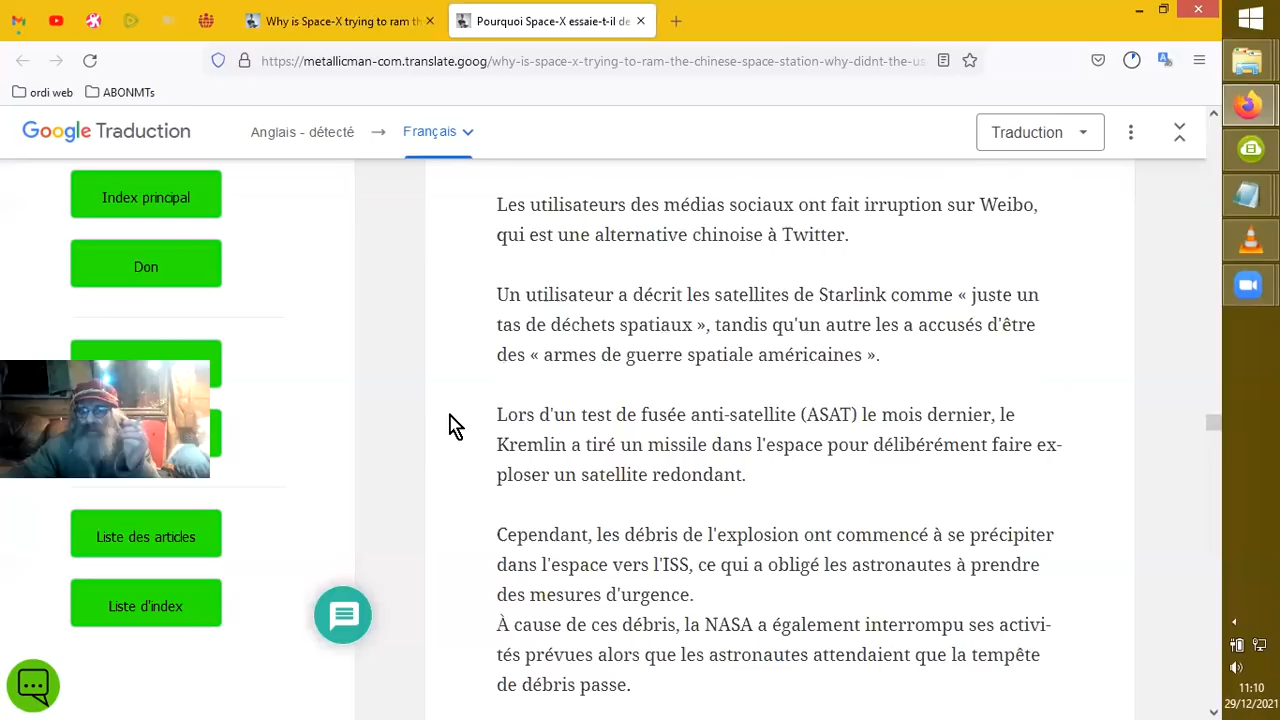 Why is Space-X trying to ram th
Pourquoi Space-X essaie-t-il de
https://metallicman-com.translate.goog/why-is-space-x-trying-to-ram-the-chinese-space-station-why-didnt-the-us
ordi web
ABONMTs
Google Traduction
Anglais - détecté
Français
Traduction
Index principal
Don
Liste des articles
Liste d'index
Les utilisateurs des médias sociaux ont fait irruption sur Weibo,
qui est une alternative chinoise à Twitter.
Un utilisateur a décrit les satellites de Starlink comme « juste un
tas de déchets spatiaux », tandis qu'un autre les a accusés d'être
des « armes de guerre spatiale américaines ».
Lors d'un test de fusée anti-satellite (ASAT) le mois dernier, le
Kremlin a tiré un missile dans l'espace pour délibérément faire ex-
ploser un satellite redondant.
Cependant, les débris de l'explosion ont commencé à se précipiter
dans l'espace vers l'ISS, ce qui a obligé les astronautes à prendre
des mesures d'urgence.
À cause de ces débris, la NASA a également interrompu ses activi-
tés prévues alors que les astronautes attendaient que la tempête
de débris passe.
11:10
29/12/2021